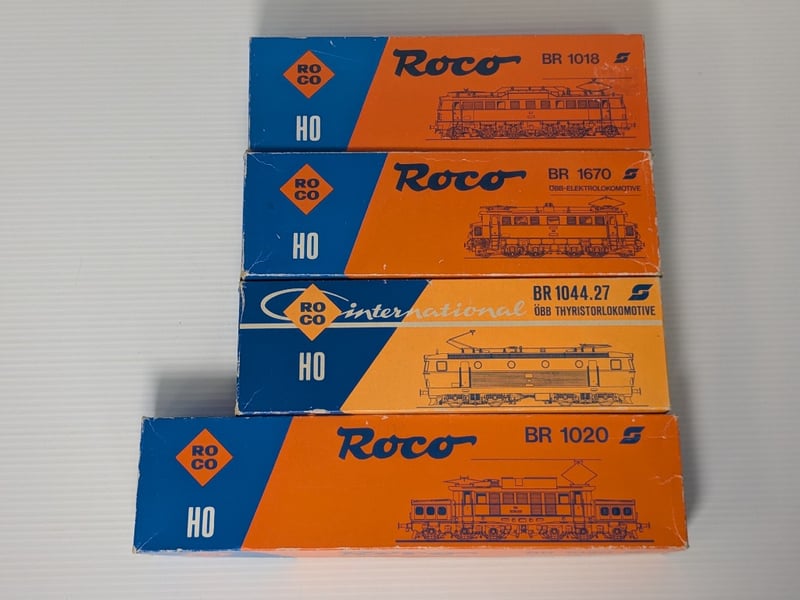 RO
CO
HO
Roco
BR 1018
RO
CO
HO
Roco
BR 1670
ÖBB-ELEKTROLOKOMOTIVE
RO
CO
international
HO
BR 1044.27
ÖBB THYRISTORLOKOMOTIVE
RO
CO
HO
Roco
BR 1020